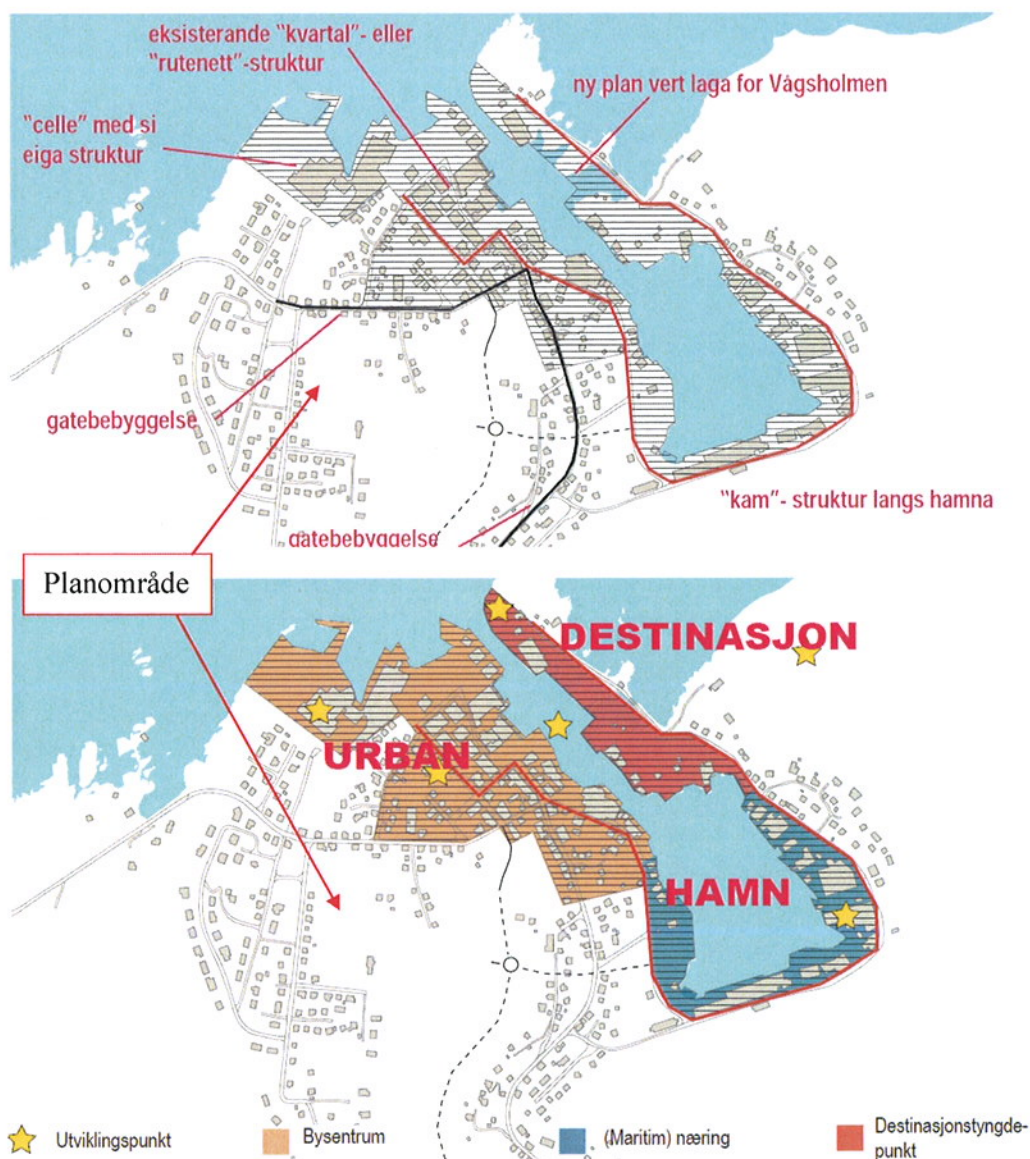 eksisterande "kvartal"- eller
"rutenett"-struktur
ny plan vert laga for Vågsholmen
"celle" med si
eiga struktur
gatebebyggelse
"kam"- struktur langs hamna
gatebebyggelse
Planområde
DESTINASJON
URBAN
HAMN
Utviklingspunkt
Bysentrum
(Maritim) næring
Destinasjonstyngde-
punkt